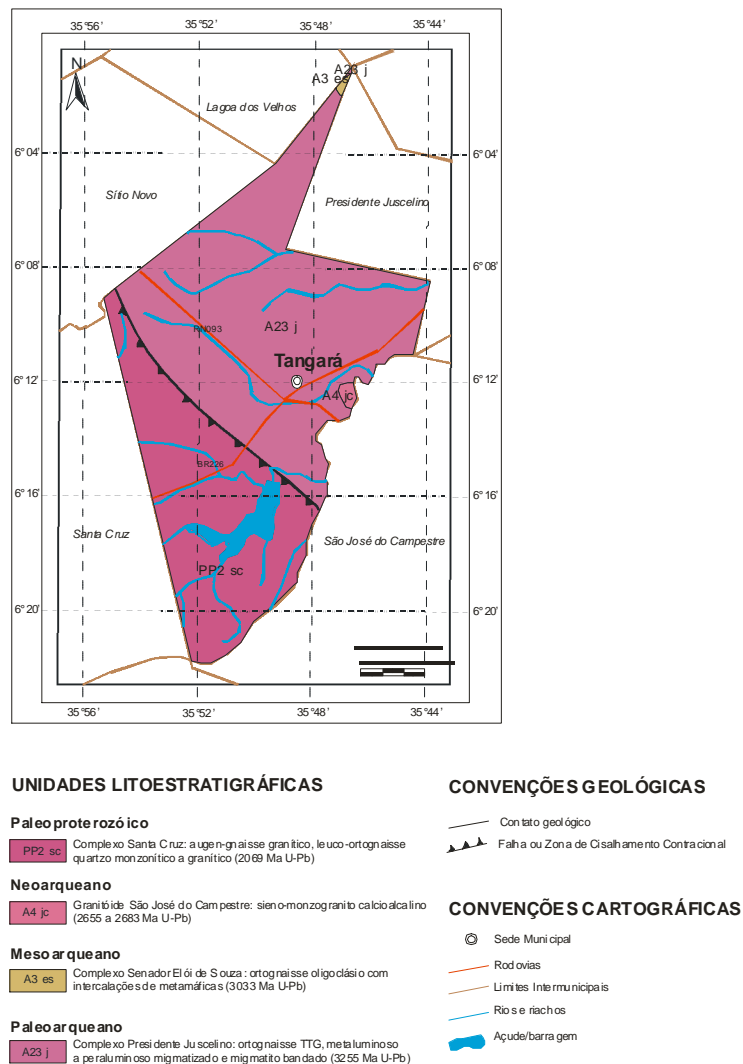 35°56' 35°52' 35°48' 35°44'
N
A23 j
A3 es
Lagoa dos Velhos
6°04' 6°04'
Sítio Novo
Presidente Juscelino
6°08' 6°08'
RN093
A23 j
Tangará
6°12' 6°12'
A4 jc
BR226
6°16' 6°16'
Santa Cruz
São José do Campestre
PP2 sc
6°20' 6°20'
35°56' 35°52' 35°48' 35°44'
UNIDADES LITOESTRATIGRÁFICAS
Paleoproterozóico
PP2 sc
Complexo Santa Cruz: augen-gnaisse granítico, leuco-ortognaisse
quartzo monzonítico a granítico (2069 Ma U-Pb)
Neoarqueano
A4 jc
Granitóide de São José do Campestre: sieno-monzogranito calcioalcalino
(2655 a 2683 Ma U-Pb)
Mesoarqueano
A3 es
Complexo Senador Elói de Souza: ortognaisse oligoclásio com
intercalações de metamáficas (3033 Ma U-Pb)
Paleoarqueano
A23 j
Complexo Presidente Juscelino: ortognaisse TTG, metaluminoso
a peraluminoso migmatizado e migmatito bandado (3255 Ma U-Pb)
CONVENÇÕES GEOLÓGICAS
Contato geológico
Falha ou Zona de Cisalhamento Contracional
CONVENÇÕES CARTOGRÁFICAS
Sede Municipal
Rodovias
Limites Intermunicipais
Rios e riachos
Açude/barragem